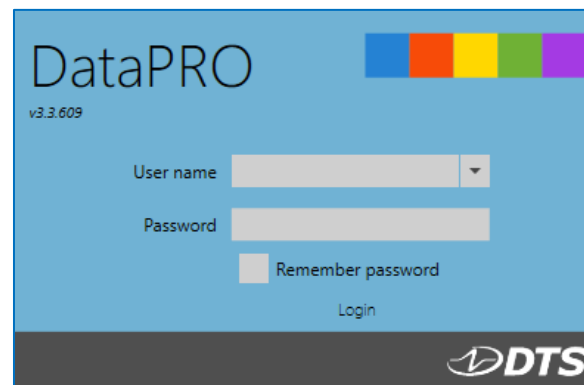 DataPRO
v3.3.609
User name
Password
Remember password
Login
DTS